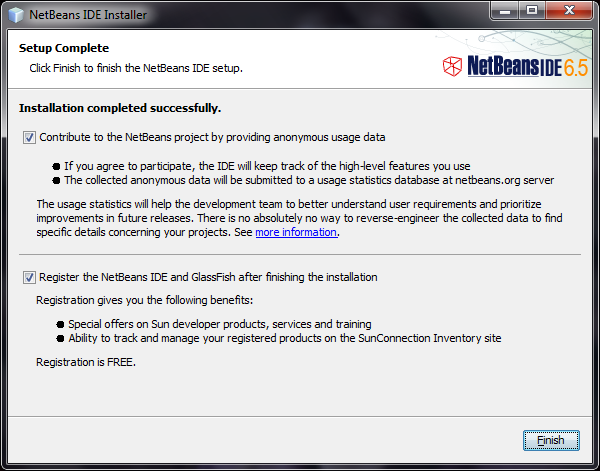 NetBeans IDE Installer
Setup Complete
Click Finish to finish the NetBeans IDE setup.
NetBeans IDE 6.5
Installation completed successfully.
Contribute to the NetBeans project by providing anonymous usage data
● If you agree to participate, the IDE will keep track of the high-level features you use
● The collected anonymous data will be submitted to a usage statistics database at netbeans.org server
The usage statistics will help the development team to better understand user requirements and prioritize
improvements in future releases. There is no absolutely no way to reverse-engineer the collected data to find
specific details concerning your projects. See more information.
Register the NetBeans IDE and GlassFish after finishing the installation
Registration gives you the following benefits:
● Special offers on Sun developer products, services and training
● Ability to track and manage your registered products on the SunConnection Inventory site
Registration is FREE.
Finish